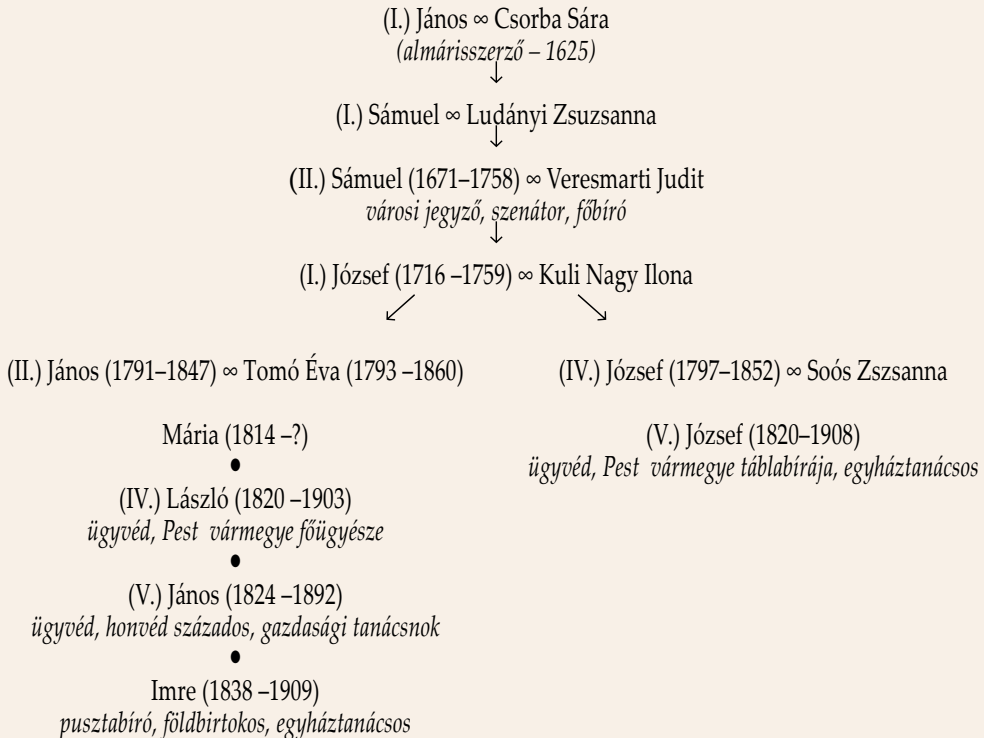 (I.) János ∞ Csorba Sára
(almárisszerző – 1625)
(I.) Sámuel ∞ Ludányi Zsuzsanna
(II.) Sámuel (1671–1758) ∞ Veresmarti Judit
városi jegyző, szenátor, főbíró
(I.) József (1716 –1759) ∞ Kuli Nagy Ilona
(II.) János (1791–1847) ∞ Tomó Éva (1793 –1860)
Mária (1814 –?)
(IV.) László (1820 –1903)
ügyvéd, Pest vármegye főügyésze
(V.) János (1824 –1892)
ügyvéd, honvéd százados, gazdasági tanácsnok
Imre (1838 –1909)
pusztabíró, földbirtokos, egyháztanácsos
(IV.) József (1797–1852) ∞ Soós Zszsanna
(V.) József (1820–1908)
ügyvéd, Pest vármegye táblabírája, egyháztanácsos